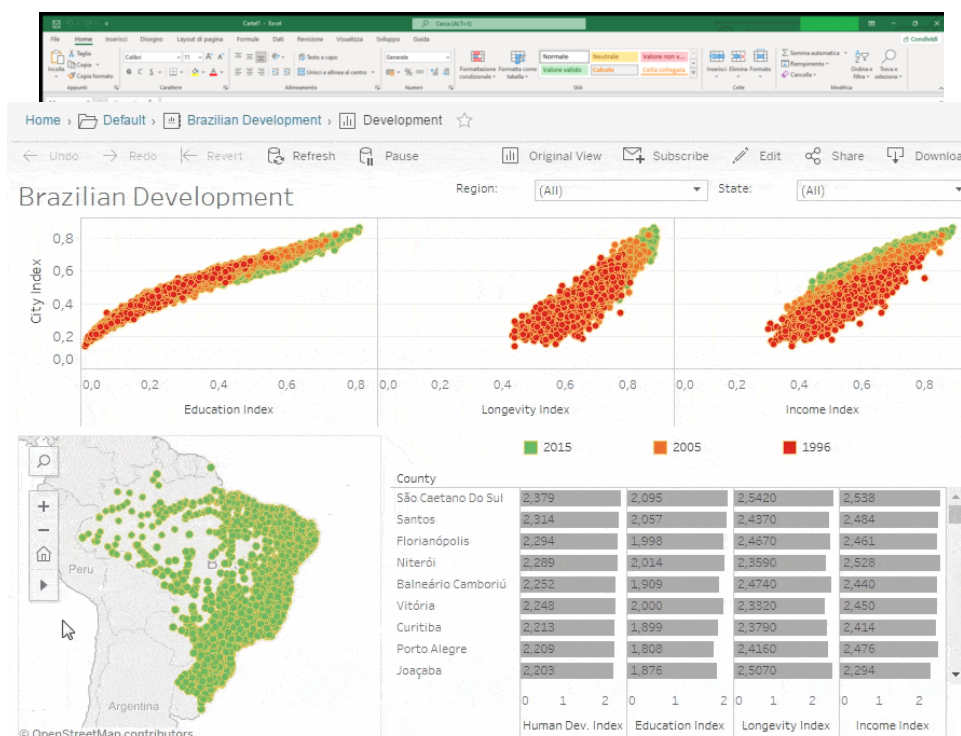 Cartel1 - Excel
Cerca (ALT+X)
File Home Inserisci Disegno Layout di pagina Formule Dati Revisione Visualizza Sviluppo Guida Condividi
Incolla Taglia Copia Copia formato Calibri 11 Testo a capo Unisci e allinea al centro Generale Formattazione condizionale Formatta come tabella Normale Neutrale Valore non v... Valore valido Calcolo Cella collegata Inserisci Elimina Formato Somma automatica Riempimento Cancella Ordina e filtra Trova e seleziona
Appunti Carattere Allineamento Numeri Stili Celle Modifica
Home › Default › Brazilian Development › Development
Undo Redo Revert Refresh Pause Original View Subscribe Edit Share
Brazilian Development
Region: (All) State: (All)
City Index
0,8
0,6
0,4
0,2
0,0
0,0 0,2 0,4 0,6 0,8 0,0 0,2 0,4 0,6 0,8 0,0 0,2 0,4 0,6 0,8
Education Index Longevity Index Income Index
2015 2005 1996
Peru
Argentina
© OpenStreetMap contributors
County
São Caetano Do Sul 2,379 2,095 2,5420 2,538
Santos 2,314 2,057 2,4370 2,484
Florianópolis 2,294 1,998 2,4670 2,461
Niterói 2,289 2,014 2,3590 2,528
Balneário Camboriú 2,252 1,909 2,4740 2,440
Vitória 2,248 2,000 2,3320 2,450
Curitiba 2,213 1,899 2,3790 2,414
Porto Alegre 2,209 1,808 2,4160 2,476
Joaçaba 2,203 1,876 2,5070 2,294
0 1 2 0 1 2 0 1 2 0 1 2
Human Dev. Index Education Index Longevity Index Income Index